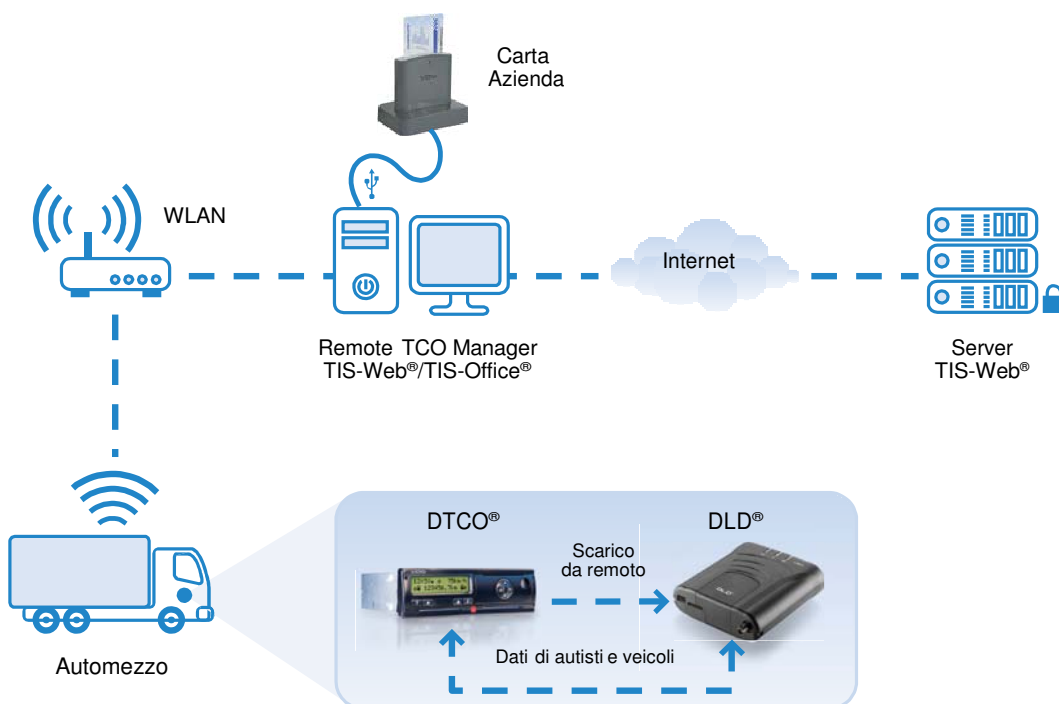 Carta
Azienda
WLAN
Internet
Remote TCO Manager
TIS-Web®/TIS-Office®
Server
TIS-Web®
DTCO®
DLD®
Scarico
da remoto
DLD
Dati di autisti e veicoli
Automezzo